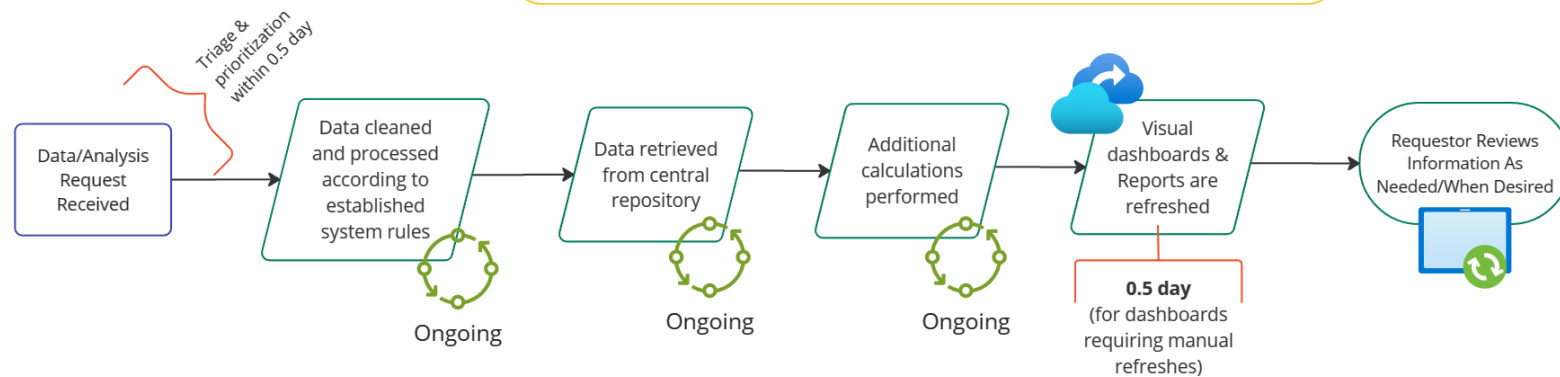 Triage &
prioritization
within 0.5 day
Data/Analysis
Request
Received
Data cleaned
and processed
according to
established
system rules
Ongoing
Data retrieved
from central
repository
Ongoing
Additional
calculations
performed
Ongoing
Visual
dashboards &
Reports are
refreshed
0.5 day
(for dashboards
requiring manual
refreshes)
Requestor Reviews
Information As
Needed/When Desired